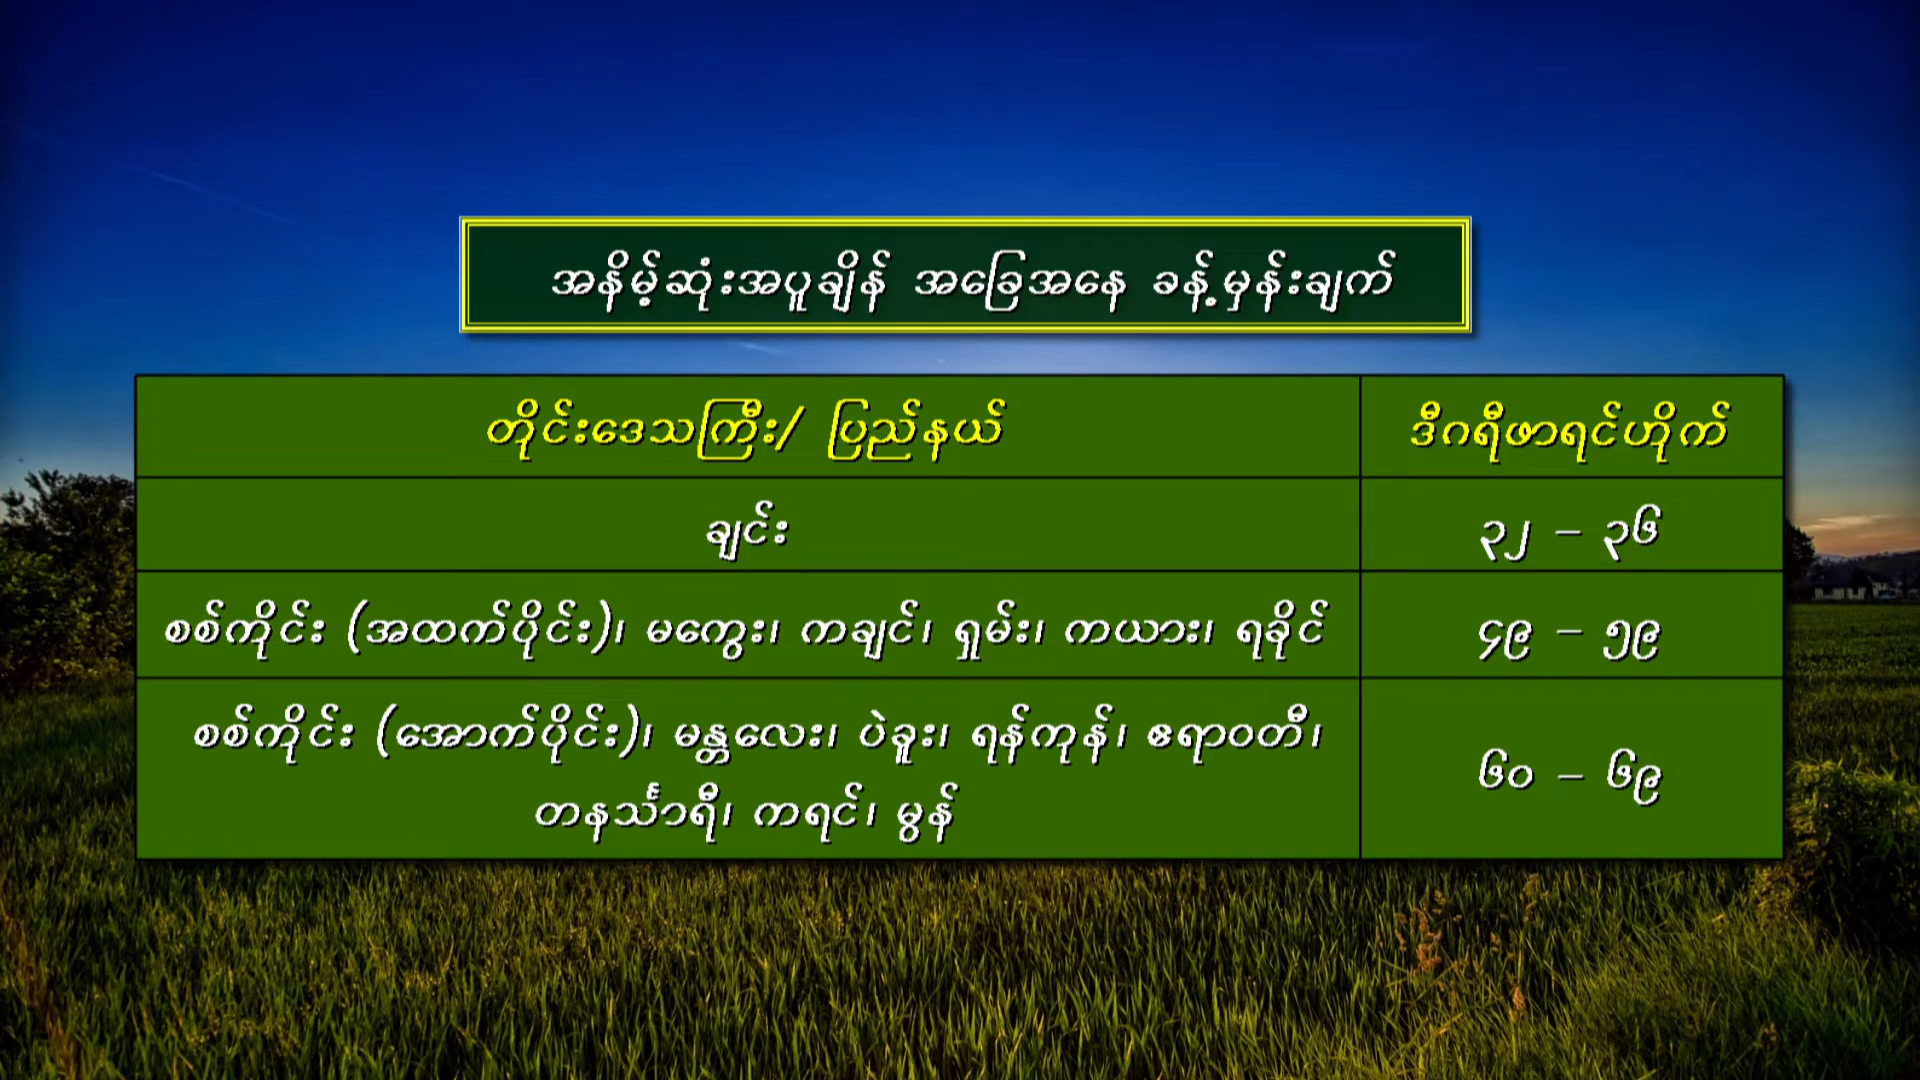 အနိမ့်ဆုံးအပူချိန် အခြေအနေ ခန့်မှန်းချက်
တိုင်းဒေသကြီး/ ပြည်နယ်
ဒီဂရီဖာရင်ဟိုက်
ချင်း
၃၂ – ၃၆
စစ်ကိုင်း (အထက်ပိုင်း)၊ မကွေး၊ ကချင်၊ ရှမ်း၊ ကယား၊ ရခိုင်
၄၉ – ၅၉
စစ်ကိုင်း (အောက်ပိုင်း)၊ မန္တလေး၊ ပဲခူး၊ ရန်ကုန်၊ ဧရာဝတီ၊
တနင်္သာရီ၊ ကရင်၊ မွန်
၆၀ – ၆၉